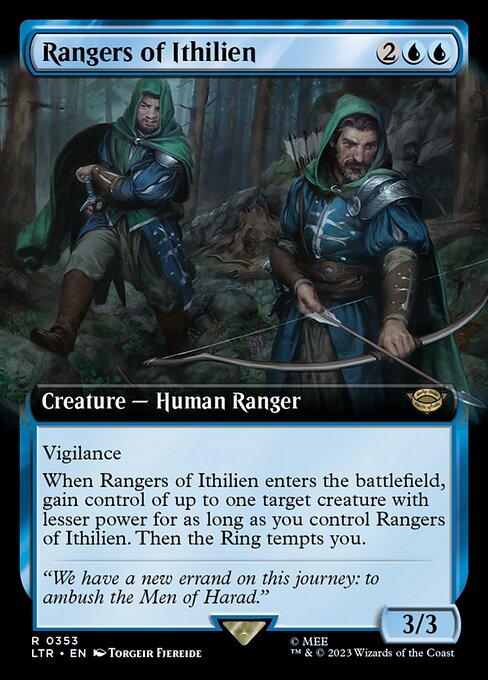 Rangers of Ithilien 2
Creature — Human Ranger
Vigilance
When Rangers of Ithilien enters the battlefield,
gain control of up to one target creature with
lesser power for as long as you control Rangers
of Ithilien. Then the Ring tempts you.
“We have a new errand on this journey: to
ambush the Men of Harad.”
3/3
R 0353
LTR • EN Torgeir Fjereide
© MEE
™ & © 2023 Wizards of the Coast